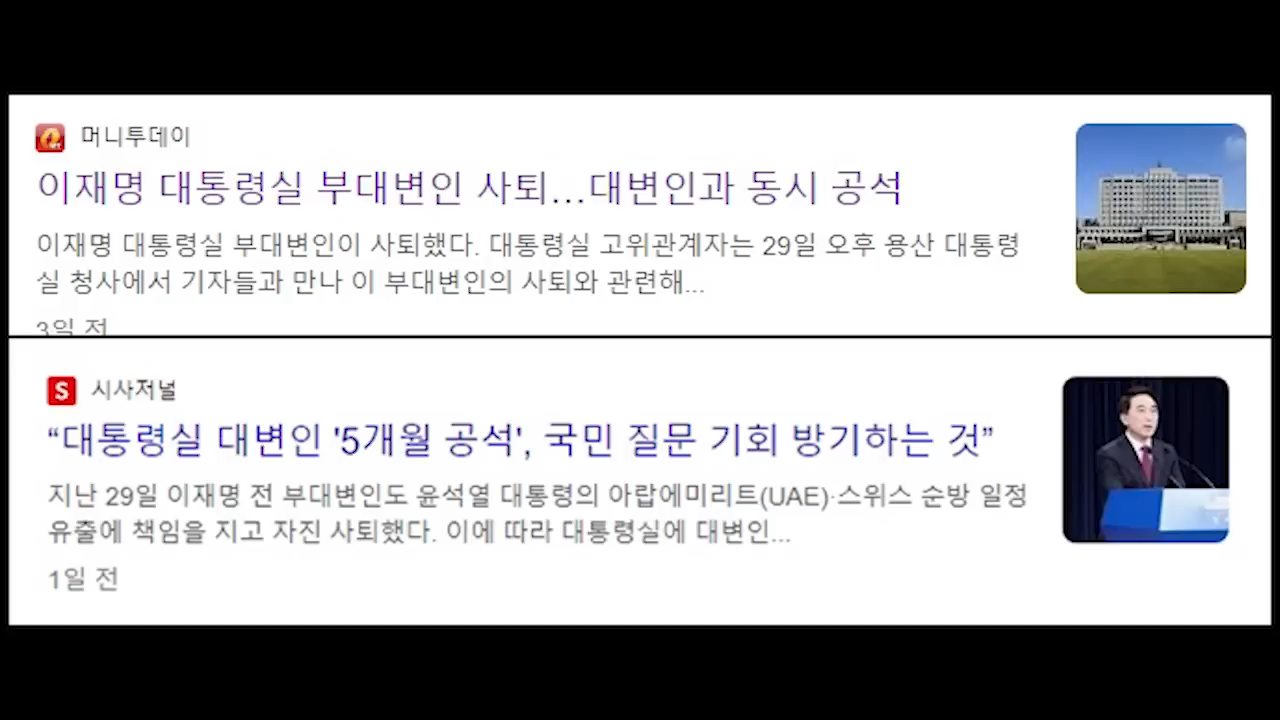 머니투데이
이재명 대통령실 부대변인 사퇴...대변인과 동시 공석
이재명 대통령실 부대변인이 사퇴했다. 대통령실 고위관계자는 29일 오후 용산 대통령
실 청사에서 기자들과 만나 이 부대변인의 사퇴와 관련해...
3일 전
S 시사저널
“대통령실 대변인 '5개월 공석', 국민 질문 기회 방기하는 것”
지난 29일 이재명 전 부대변인도 윤석열 대통령의 아랍에미리트(UAE)·스위스 순방 일정
유출에 책임을 지고 자진 사퇴했다. 이에 따라 대통령실에 대변인...
1일 전